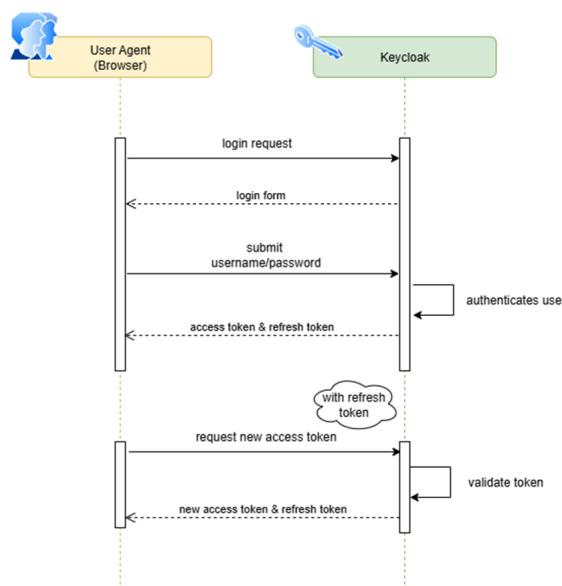 User Agent
(Browser)
Keycloak
login request
login form
submit
username/password
authenticates use
access token & refresh token
with refresh
token
request new access token
validate token
new access token & refresh token